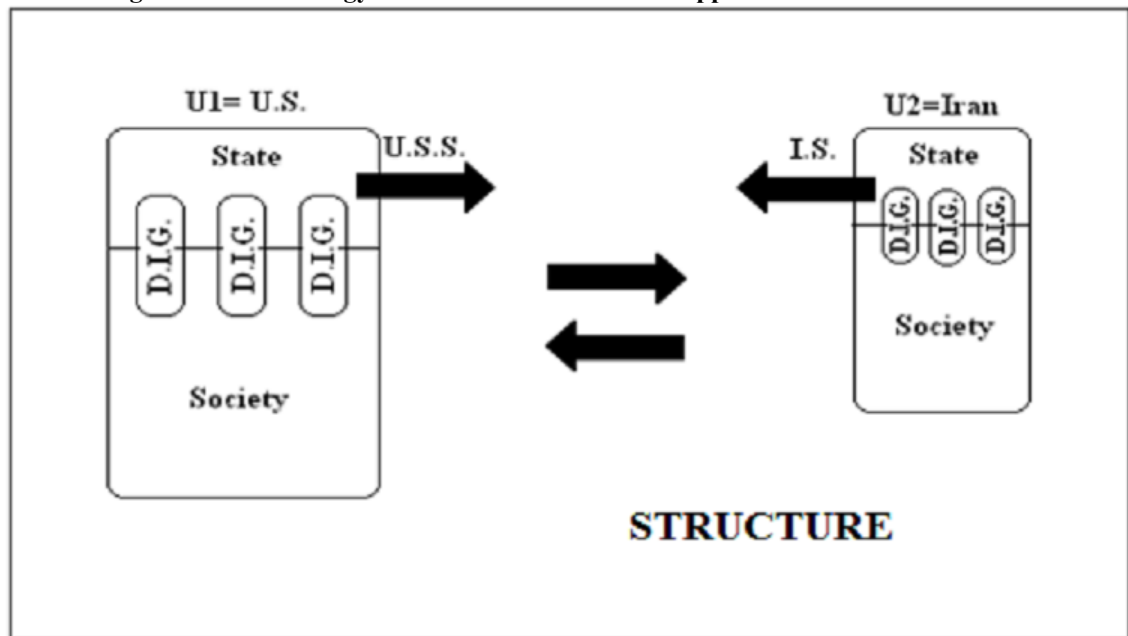 U1= U.S.
U2=Iran
State
U.S.S.
I.S.
State
D.I.G.
D.I.G.
D.I.G.
D.I.G.
D.I.G.
D.I.G.
Society
Society
STRUCTURE